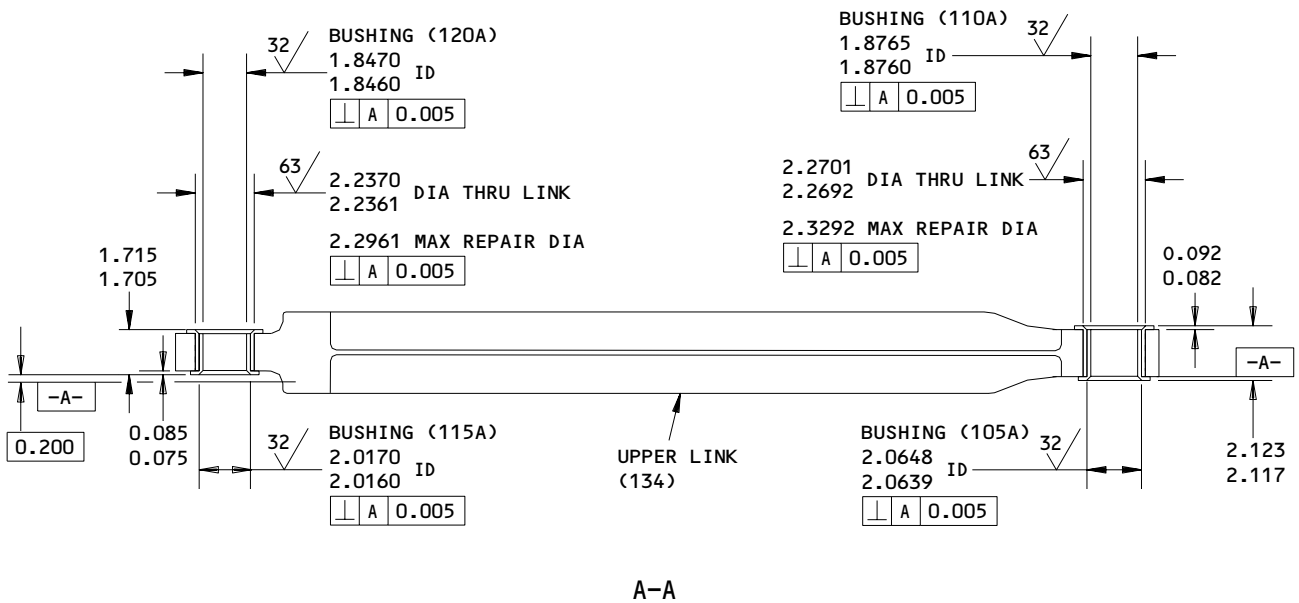 BUSHING (120A)
32
1.8470
1.8460
ID
⊥ A 0.005
63
2.2370
2.2361
DIA THRU LINK
2.2961 MAX REPAIR DIA
⊥ A 0.005
BUSHING (110A)
32
1.8765
1.8760
ID
⊥ A 0.005
63
2.2701
2.2692
DIA THRU LINK
2.3292 MAX REPAIR DIA
⊥ A 0.005
1.715
1.705
0.092
0.082
-A-
-A-
0.200
0.085
0.075
BUSHING (115A)
32
2.0170
2.0160
ID
⊥ A 0.005
UPPER LINK
(134)
BUSHING (105A)
32
2.0648
2.0639
ID
⊥ A 0.005
2.123
2.117
A-A